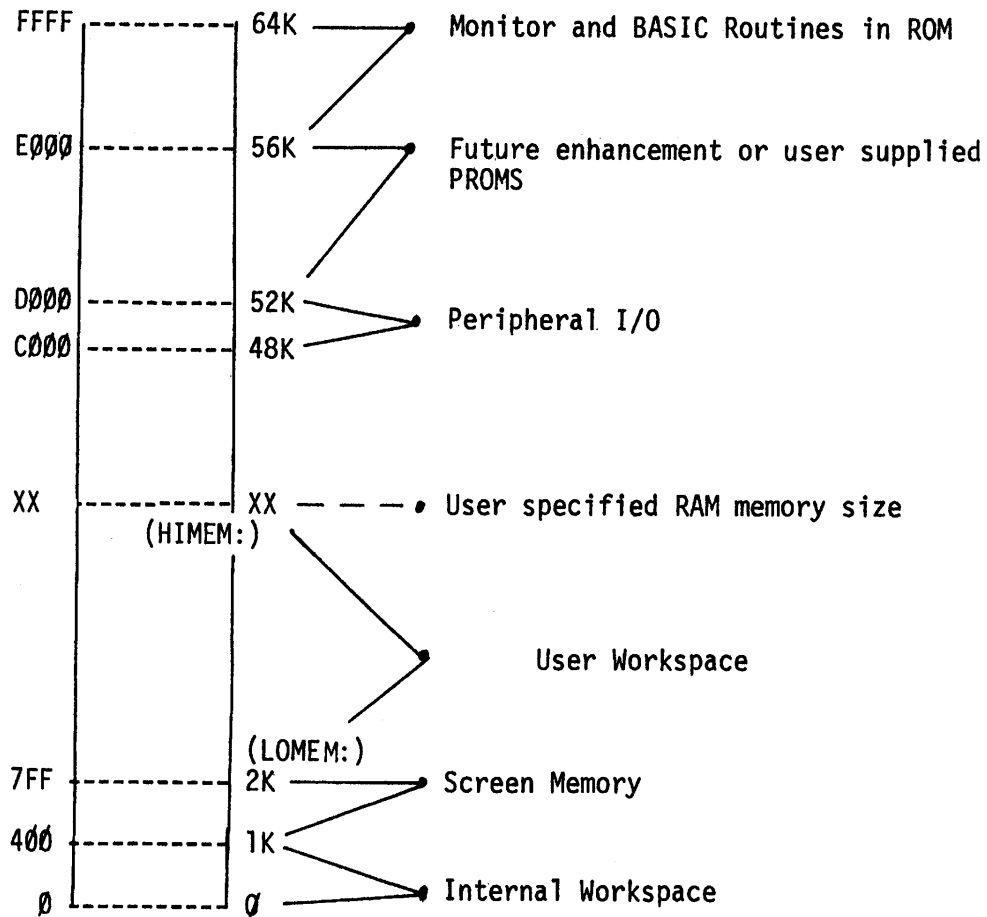 FFFF 64K Monitor and BASIC Routines in ROM
EØØØ 56K Future enhancement or user supplied
PROMS
DØØØ 52K
Peripheral I/O
CØØØ 48K
XX XX User specified RAM memory size
(HIMEM:)
User Workspace
(LOMEM:)
7FF 2K Screen Memory
4ØØ 1K
Internal Workspace
Ø Ø